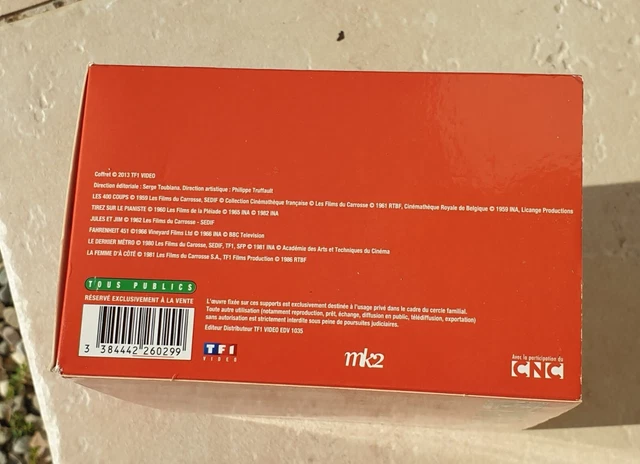 Coffret © 2013 TF1 VIDEO
Direction éditoriale : Serge Toubiana. Direction artistique : Philippe Truffault
LES 400 COUPS © 1959 Les Films du Carrosse, SEDIF © Collection Cinémathèque française © Les Films du Carrosse © 1961 RTBF, Cinémathèque Royale de Belgique © 1959 INA, Licange Productions
TIREZ SUR LE PIANISTE © 1960 Les Films de la Pléiade © 1965 INA © 1982 INA
JULES ET JIM © 1962 Les Films du Carrosse - SEDIF
FAHRENHEIT 451 ©1966 Vineyard Films Ltd © 1966 INA © BBC Television
LE DERNIER MÉTRO © 1980 Les Films du Carosse, SEDIF, TF1, SFP © 1981 INA © Académie des Arts et Techniques du Cinéma
LA FEMME D'À CÔTÉ © 1981 Les Films du Carrosse S.A., TF1 Films Production © 1986 RTBF
TOUS PUBLICS
RÉSERVÉ EXCLUSIVEMENT À LA VENTE
3 384442 260299
L'œuvre fixée sur ces supports est exclusivement destinée à l'usage privé dans le cadre du cercle familial.
Toute autre utilisation (notamment reproduction, prêt, échange, diffusion en public, télédiffusion, exportation)
sans autorisation est strictement interdite sous peine de poursuites judiciaires.
Editeur Distributeur TF1 VIDEO EDV 1035
TF1
VIDEO
mk2
Avec la participation du
CNC